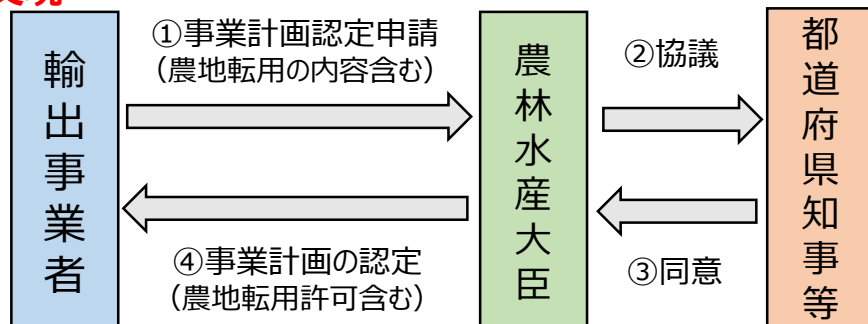 輸出事業者
①事業計画認定申請
（農地転用の内容含む）
④事業計画の認定
（農地転用許可含む）
農林水産大臣
②協議
③同意
都道府県知事等